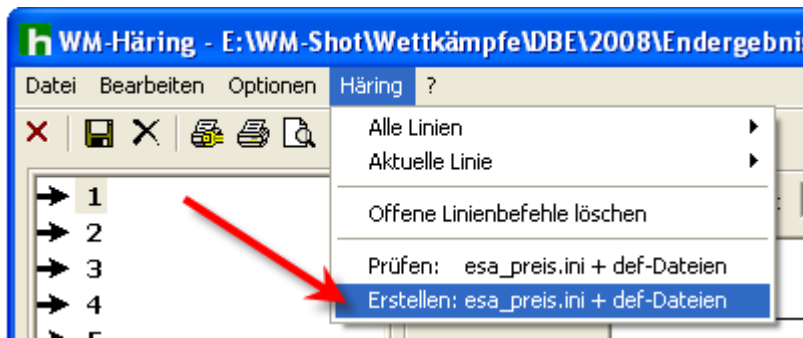 h WM-Häring - E:\WM-Shot\Wettkämpfe\DBE\2008\Endergebnis
Datei Bearbeiten Optionen Häring ?
Alle Linien
Aktuelle Linie
Offene Linienbefehle löschen
Prüfen: esa_preis.ini + def-Dateien
Erstellen: esa_preis.ini + def-Dateien
1
2
3
4